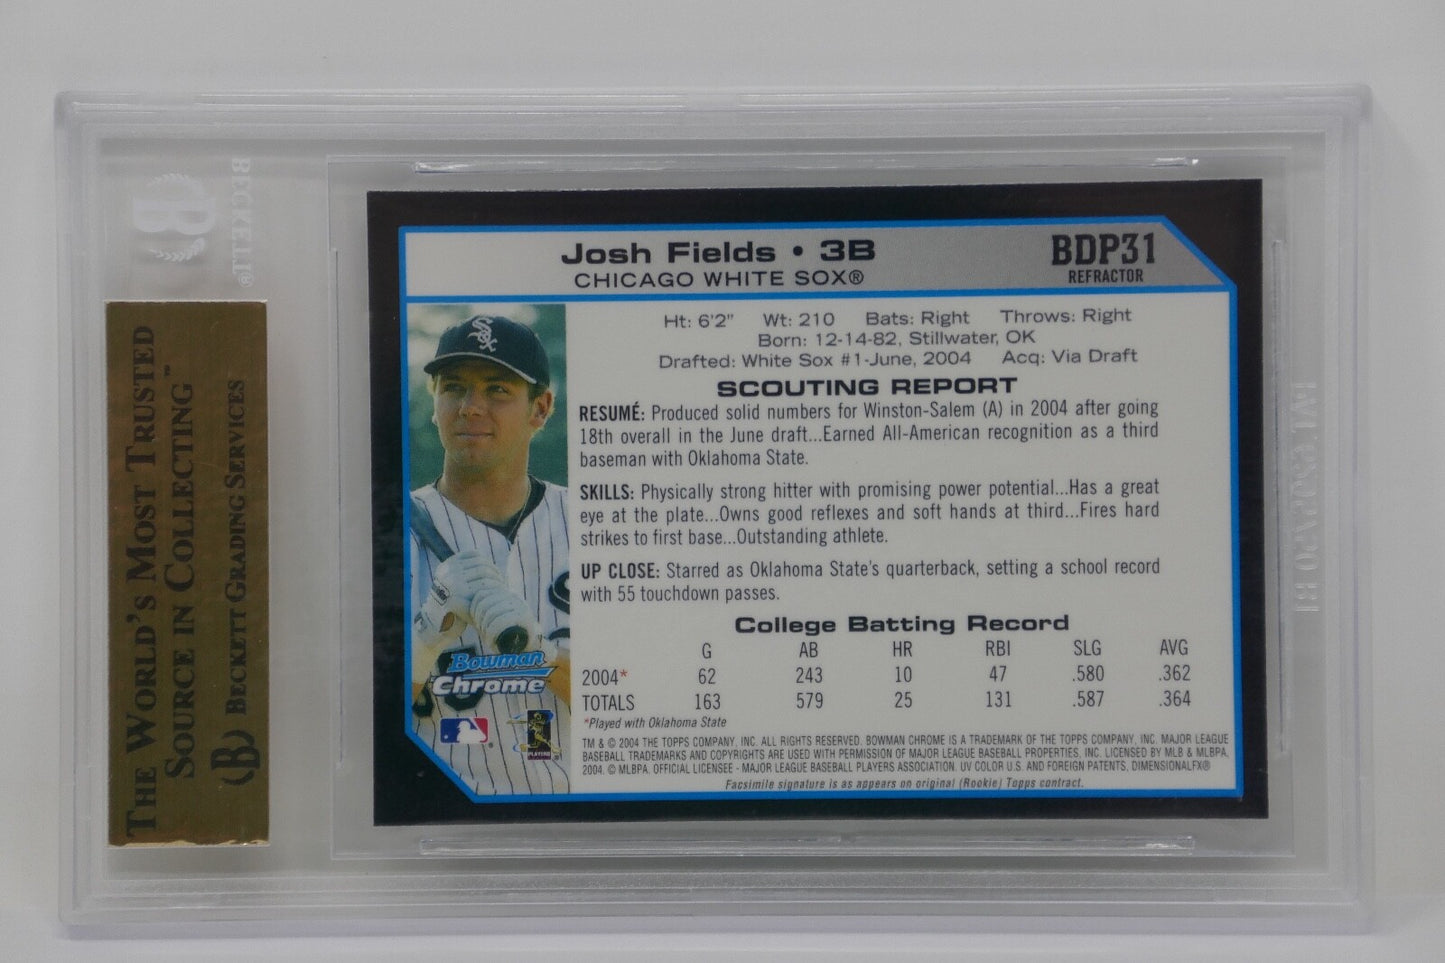 BECKETT®
THE WORLD'S MOST TRUSTED
SOURCE IN COLLECTING™
BECKETT GRADING SERVICES
B
Josh Fields • 3B
CHICAGO WHITE SOX®
BDP31
REFRACTOR
Ht: 6'2" Wt: 210 Bats: Right Throws: Right
Born: 12-14-82, Stillwater, OK
Drafted: White Sox #1-June, 2004 Acq: Via Draft
SCOUTING REPORT
RESUMÉ: Produced solid numbers for Winston-Salem (A) in 2004 after going
18th overall in the June draft...Earned All-American recognition as a third
baseman with Oklahoma State.
SKILLS: Physically strong hitter with promising power potential...Has a great
eye at the plate...Owns good reflexes and soft hands at third...Fires hard
strikes to first base...Outstanding athlete.
UP CLOSE: Starred as Oklahoma State's quarterback, setting a school record
with 55 touchdown passes.
College Batting Record
G AB HR RBI SLG AVG
2004* 62 243 10 47 .580 .362
TOTALS 163 579 25 131 .587 .364
*Played with Oklahoma State
TM & © 2004 THE TOPPS COMPANY, INC. ALL RIGHTS RESERVED. BOWMAN CHROME IS A TRADEMARK OF THE TOPPS COMPANY, INC. MAJOR LEAGUE
BASEBALL TRADEMARKS AND COPYRIGHTS ARE USED WITH PERMISSION OF MAJOR LEAGUE BASEBALL PROPERTIES, INC. LICENSED BY MLB & MLBPA,
2004. © MLBPA. OFFICIAL LICENSEE - MAJOR LEAGUE BASEBALL PLAYERS ASSOCIATION. UV COLOR U.S. AND FOREIGN PATENTS, DIMENSIONALFX®
Facsimile signature is as appears on original (Rookie) Topps contract.
Sox
Bowman
Chrome
PLAYERS